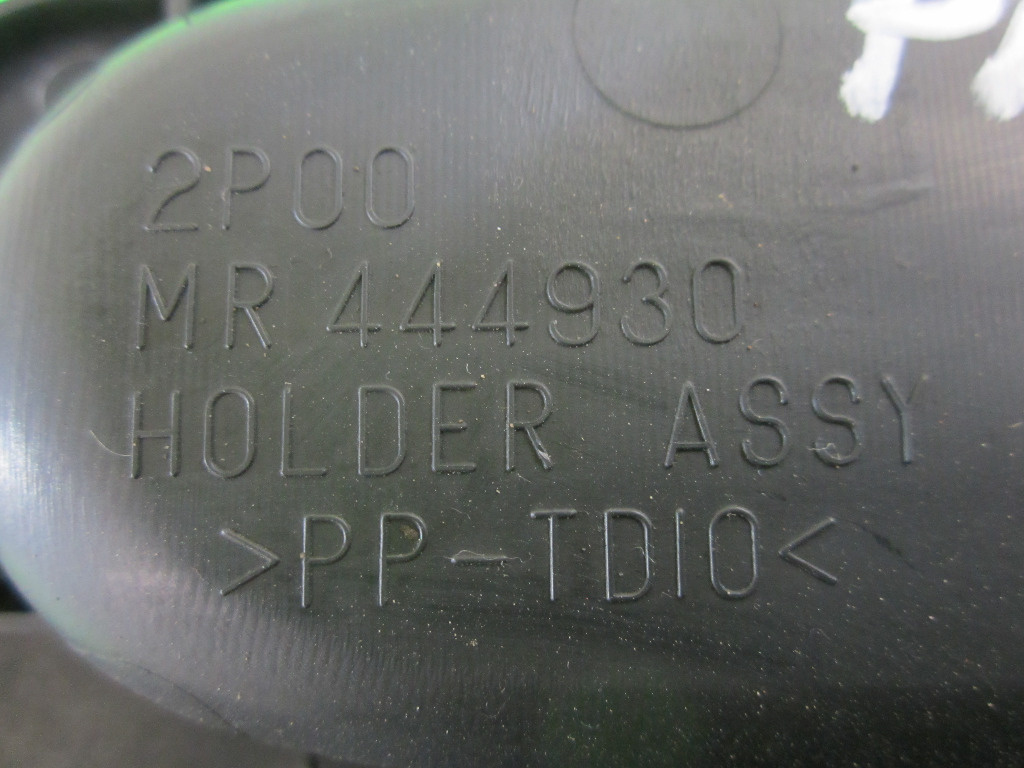 2P00
MR 444930
HOLDER ASSY
>PP-TD10<